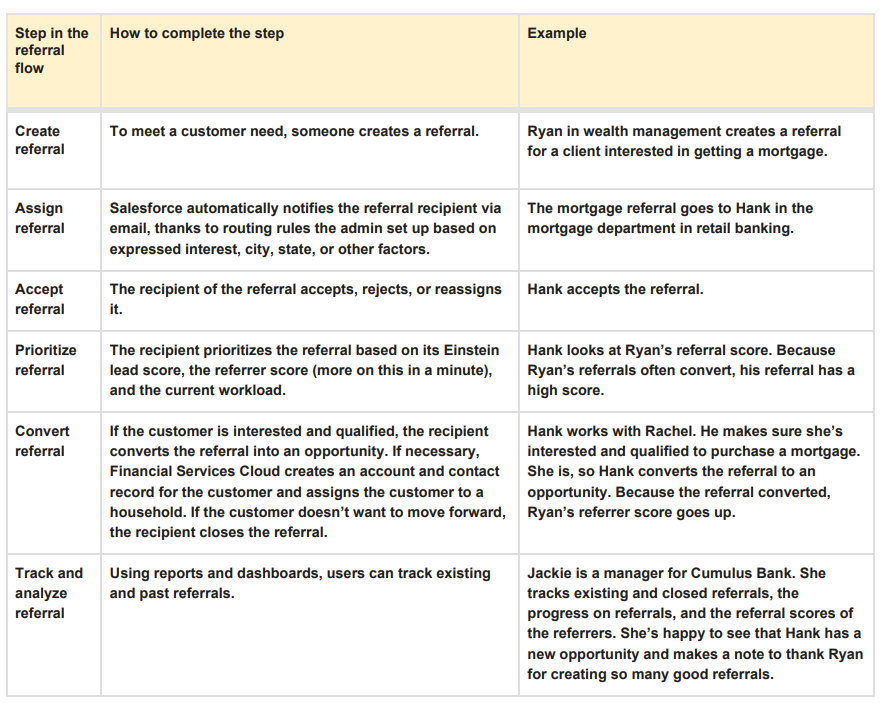 Step in the
referral
flow
How to complete the step
Example
Create
referral
To meet a customer need, someone creates a referral.
Ryan in wealth management creates a referral
for a client interested in getting a mortgage.
Assign
referral
Salesforce automatically notifies the referral recipient via
email, thanks to routing rules the admin set up based on
expressed interest, city, state, or other factors.
The mortgage referral goes to Hank in the
mortgage department in retail banking.
Accept
referral
The recipient of the referral accepts, rejects, or reassigns
it.
Hank accepts the referral.
Prioritize
referral
The recipient prioritizes the referral based on its Einstein
lead score, the referrer score (more on this in a minute),
and the current workload.
Hank looks at Ryan’s referral score. Because
Ryan’s referrals often convert, his referral has a
high score.
Convert
referral
If the customer is interested and qualified, the recipient
converts the referral into an opportunity. If necessary,
Financial Services Cloud creates an account and contact
record for the customer and assigns the customer to a
household. If the customer doesn’t want to move forward,
the recipient closes the referral.
Hank works with Rachel. He makes sure she’s
interested and qualified to purchase a mortgage.
She is, so Hank converts the referral to an
opportunity. Because the referral converted,
Ryan’s referrer score goes up.
Track and
analyze
referral
Using reports and dashboards, users can track existing
and past referrals.
Jackie is a manager for Cumulus Bank. She
tracks existing and closed referrals, the
progress on referrals, and the referral scores of
the referrers. She’s happy to see that Hank has a
new opportunity and makes a note to thank Ryan
for creating so many good referrals.